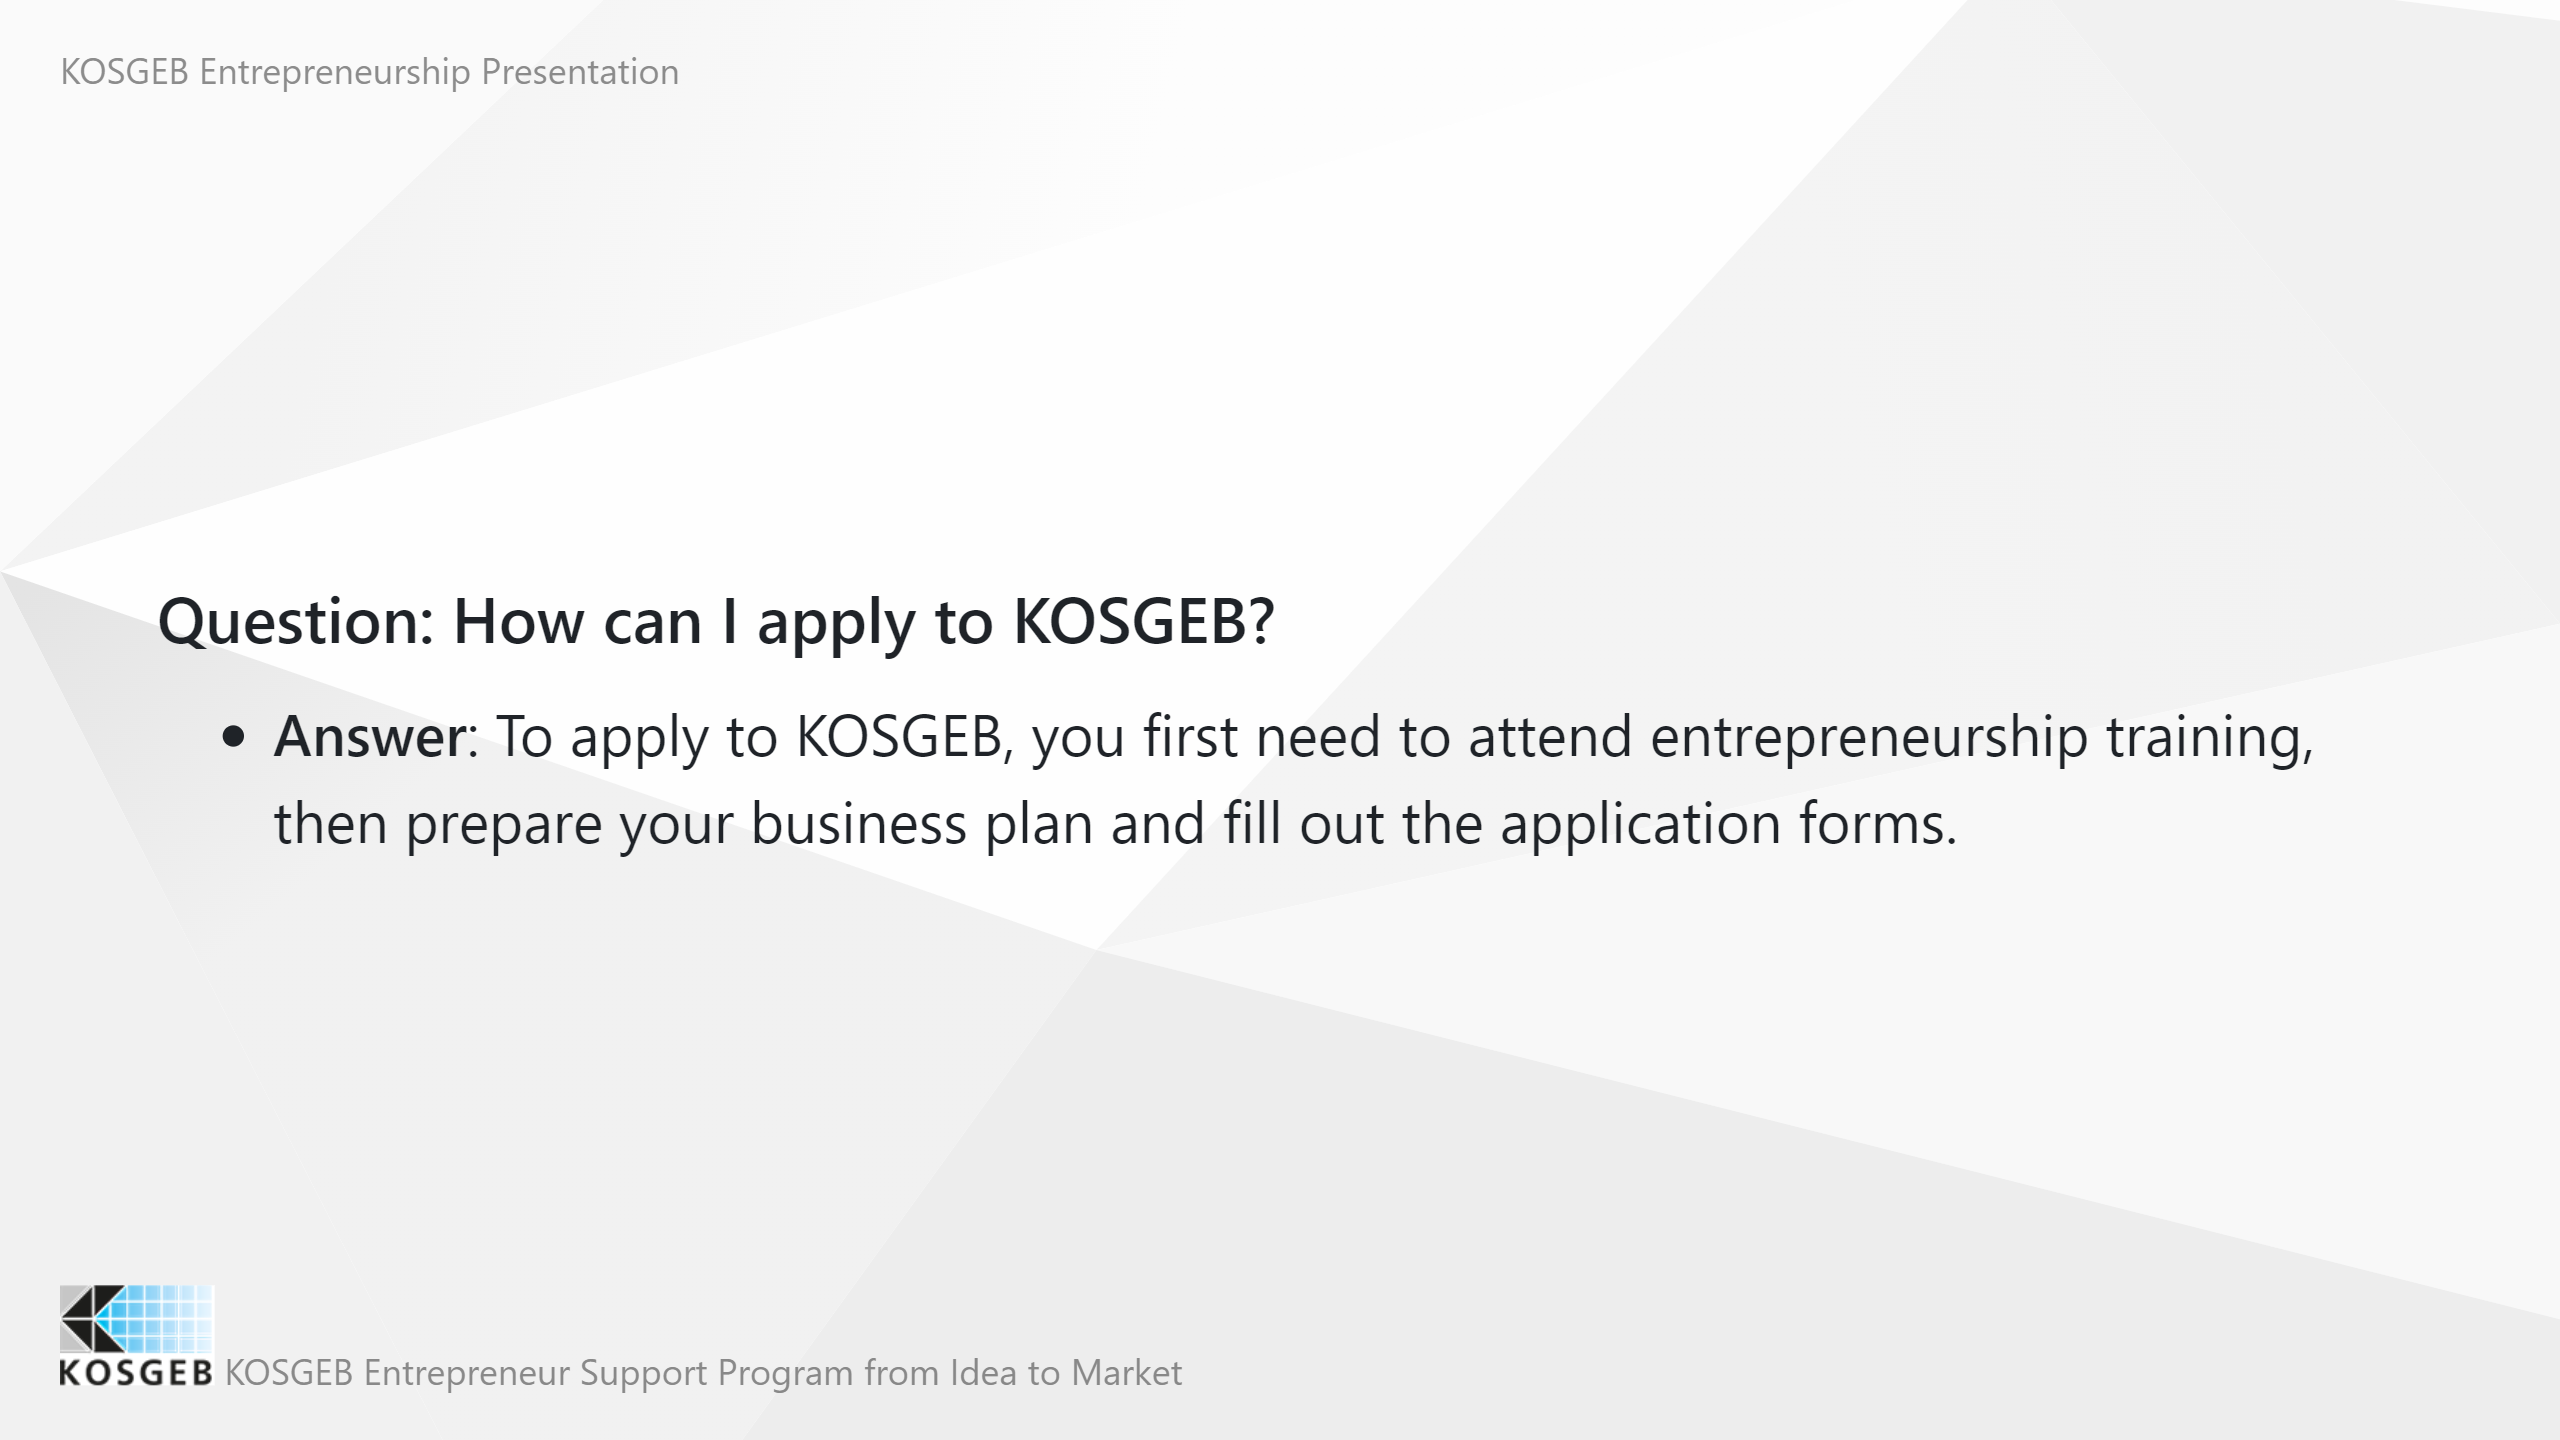 KOSGEB Entrepreneurship Presentation
Question: How can I apply to KOSGEB?
• Answer: To apply to KOSGEB, you first need to attend entrepreneurship training,
then prepare your business plan and fill out the application forms.
KOSGEB KOSGEB Entrepreneur Support Program from Idea to Market